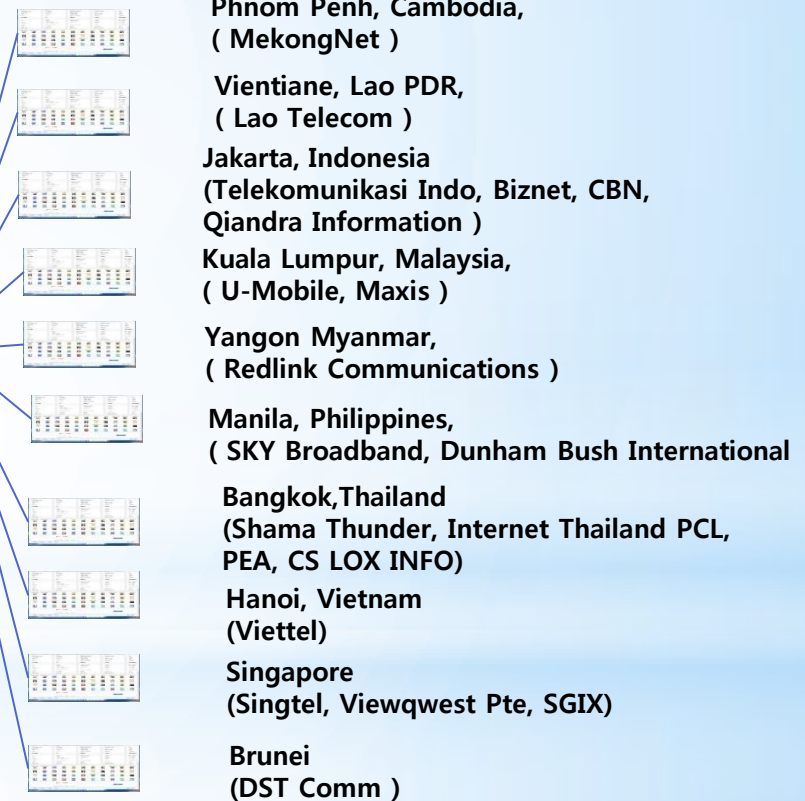 Phnom Penh, Cambodia,
( MekongNet )
Vientiane, Lao PDR,
( Lao Telecom )
Jakarta, Indonesia
(Telekomunikasi Indo, Biznet, CBN,
Qiandra Information )
Kuala Lumpur, Malaysia,
( U-Mobile, Maxis )
Yangon Myanmar,
( Redlink Communications )
Manila, Philippines,
( SKY Broadband, Dunham Bush International
Bangkok,Thailand
(Shama Thunder, Internet Thailand PCL,
PEA, CS LOX INFO)
Hanoi, Vietnam
(Viettel)
Singapore
(Singtel, Viewqwest Pte, SGIX)
Brunei
(DST Comm )